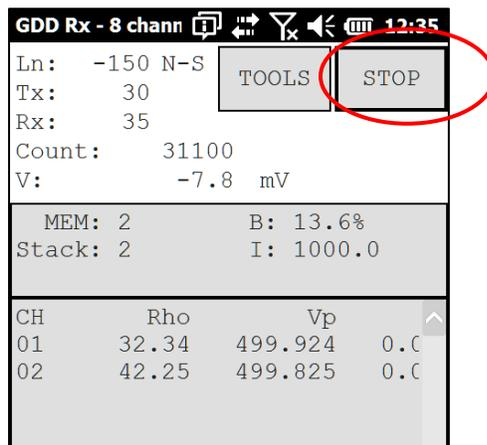 GDD Rx - 8 chann 12:35
Ln: -150 N-S
TOOLS STOP
Tx: 30
Rx: 35
Count: 31100
V: -7.8 mV
MEM: 2 B: 13.6%
Stack: 2 I: 1000.0
CH Rho Vp
01 32.34 499.924
02 42.25 499.825